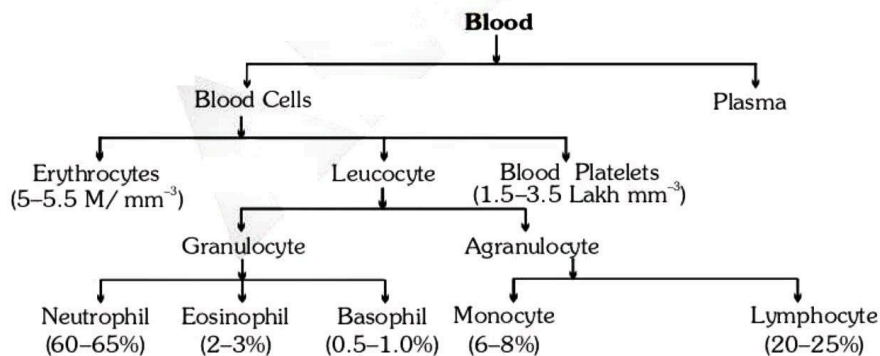 Blood
Blood Cells
Plasma
Erythrocytes
(5–5.5 M/ mm⁻³)
Leucocyte
Blood Platelets
(1.5–3.5 Lakh mm⁻³)
Granulocyte
Agranulocyte
Neutrophil
(60–65%)
Eosinophil
(2–3%)
Basophil
(0.5–1.0%)
Monocyte
(6–8%)
Lymphocyte
(20–25%)